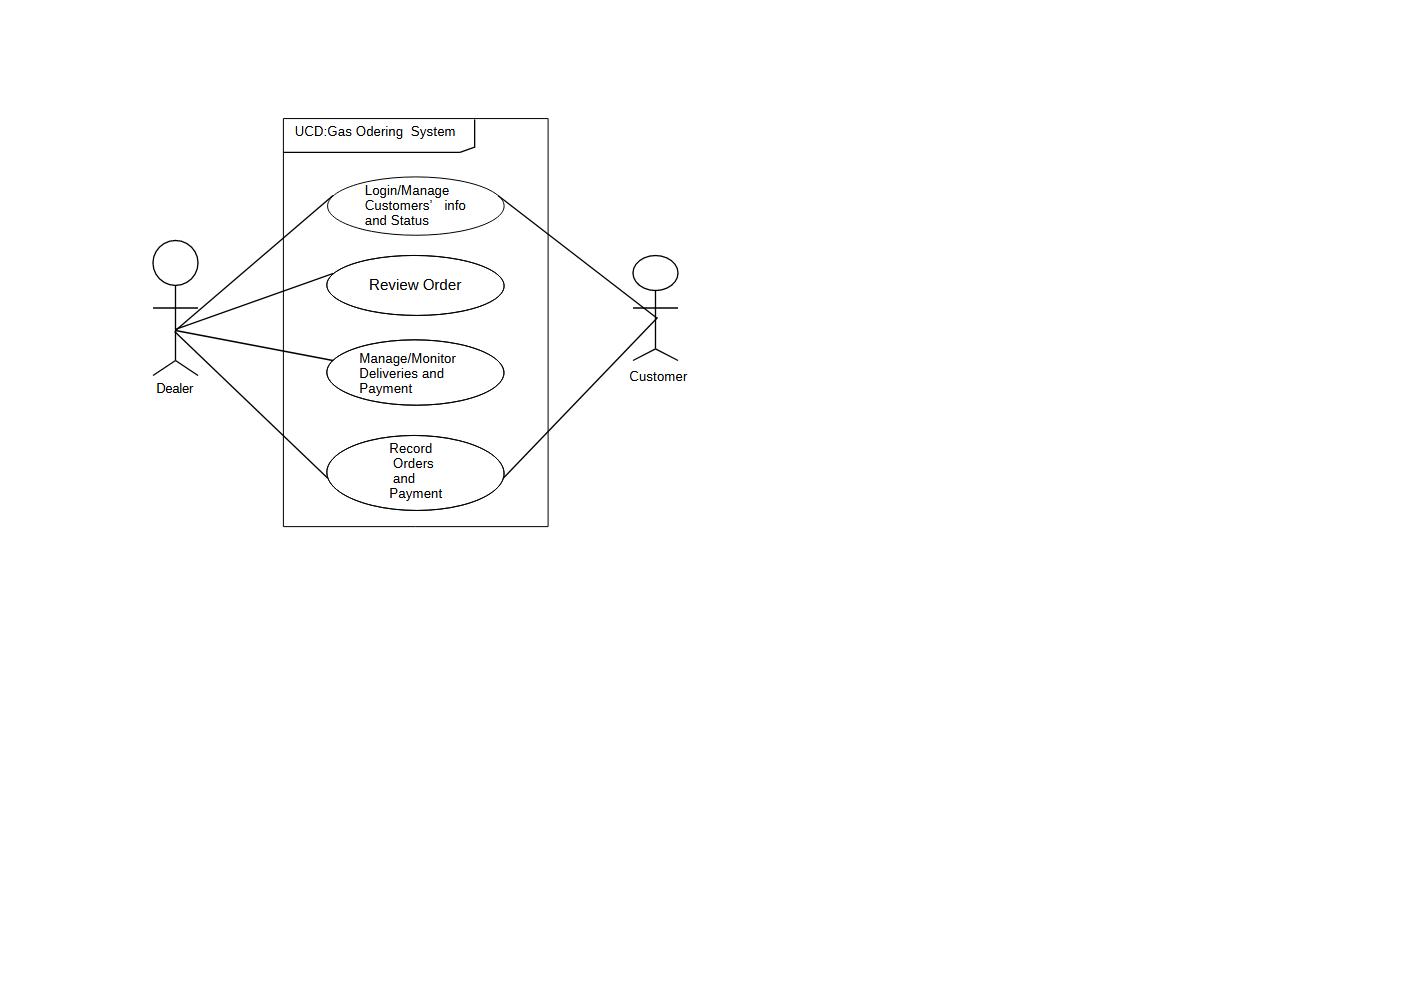 UCD:Gas Odering  System
Login/Manage
Customers’  info
and Status
Review Order
Manage/Monitor
Deliveries and
Payment
Dealer
Customer
Record
Orders
and
Payment